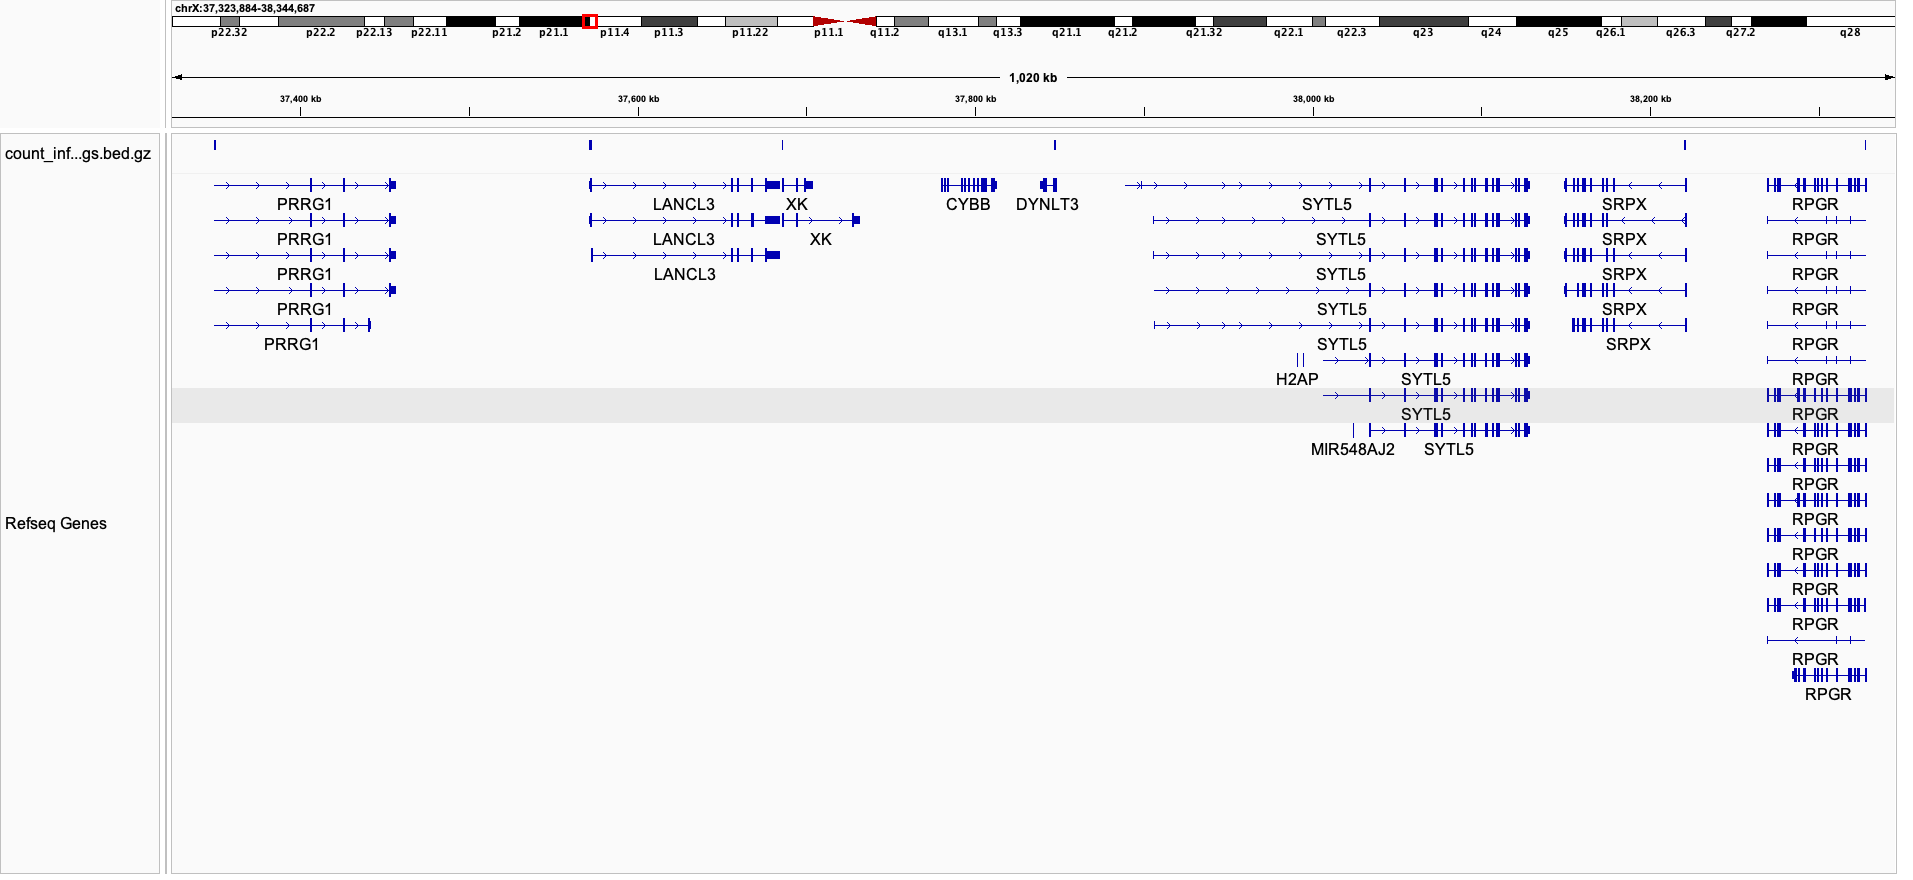 chrX:37,323,884-38,344,687
p22.32 p22.2 p22.13 p22.11 p21.2 p21.1 p11.4 p11.3 p11.22 p11.1 q11.2 q13.1 q13.3 q21.1 q21.2 q21.32 q22.1 q22.3 q23 q24 q25 q26.1 q26.3 q27.2 q28
1,020 kb
37,400 kb 37,600 kb 37,800 kb 38,000 kb 38,200 kb
count_inf...gs.bed.gz
PRRG1 LANCL3 XK CYBB DYNLT3 SYTL5 SRPX RPGR
PRRG1 LANCL3 XK SYTL5 SRPX RPGR
PRRG1 LANCL3 SYTL5 SRPX RPGR
PRRG1 SYTL5 SRPX RPGR
PRRG1 SYTL5 SRPX RPGR
H2AP SYTL5 RPGR
SYTL5 RPGR
MIR548AJ2 SYTL5 RPGR
RPGR
Refseq Genes RPGR
RPGR
RPGR
RPGR
RPGR
RPGR